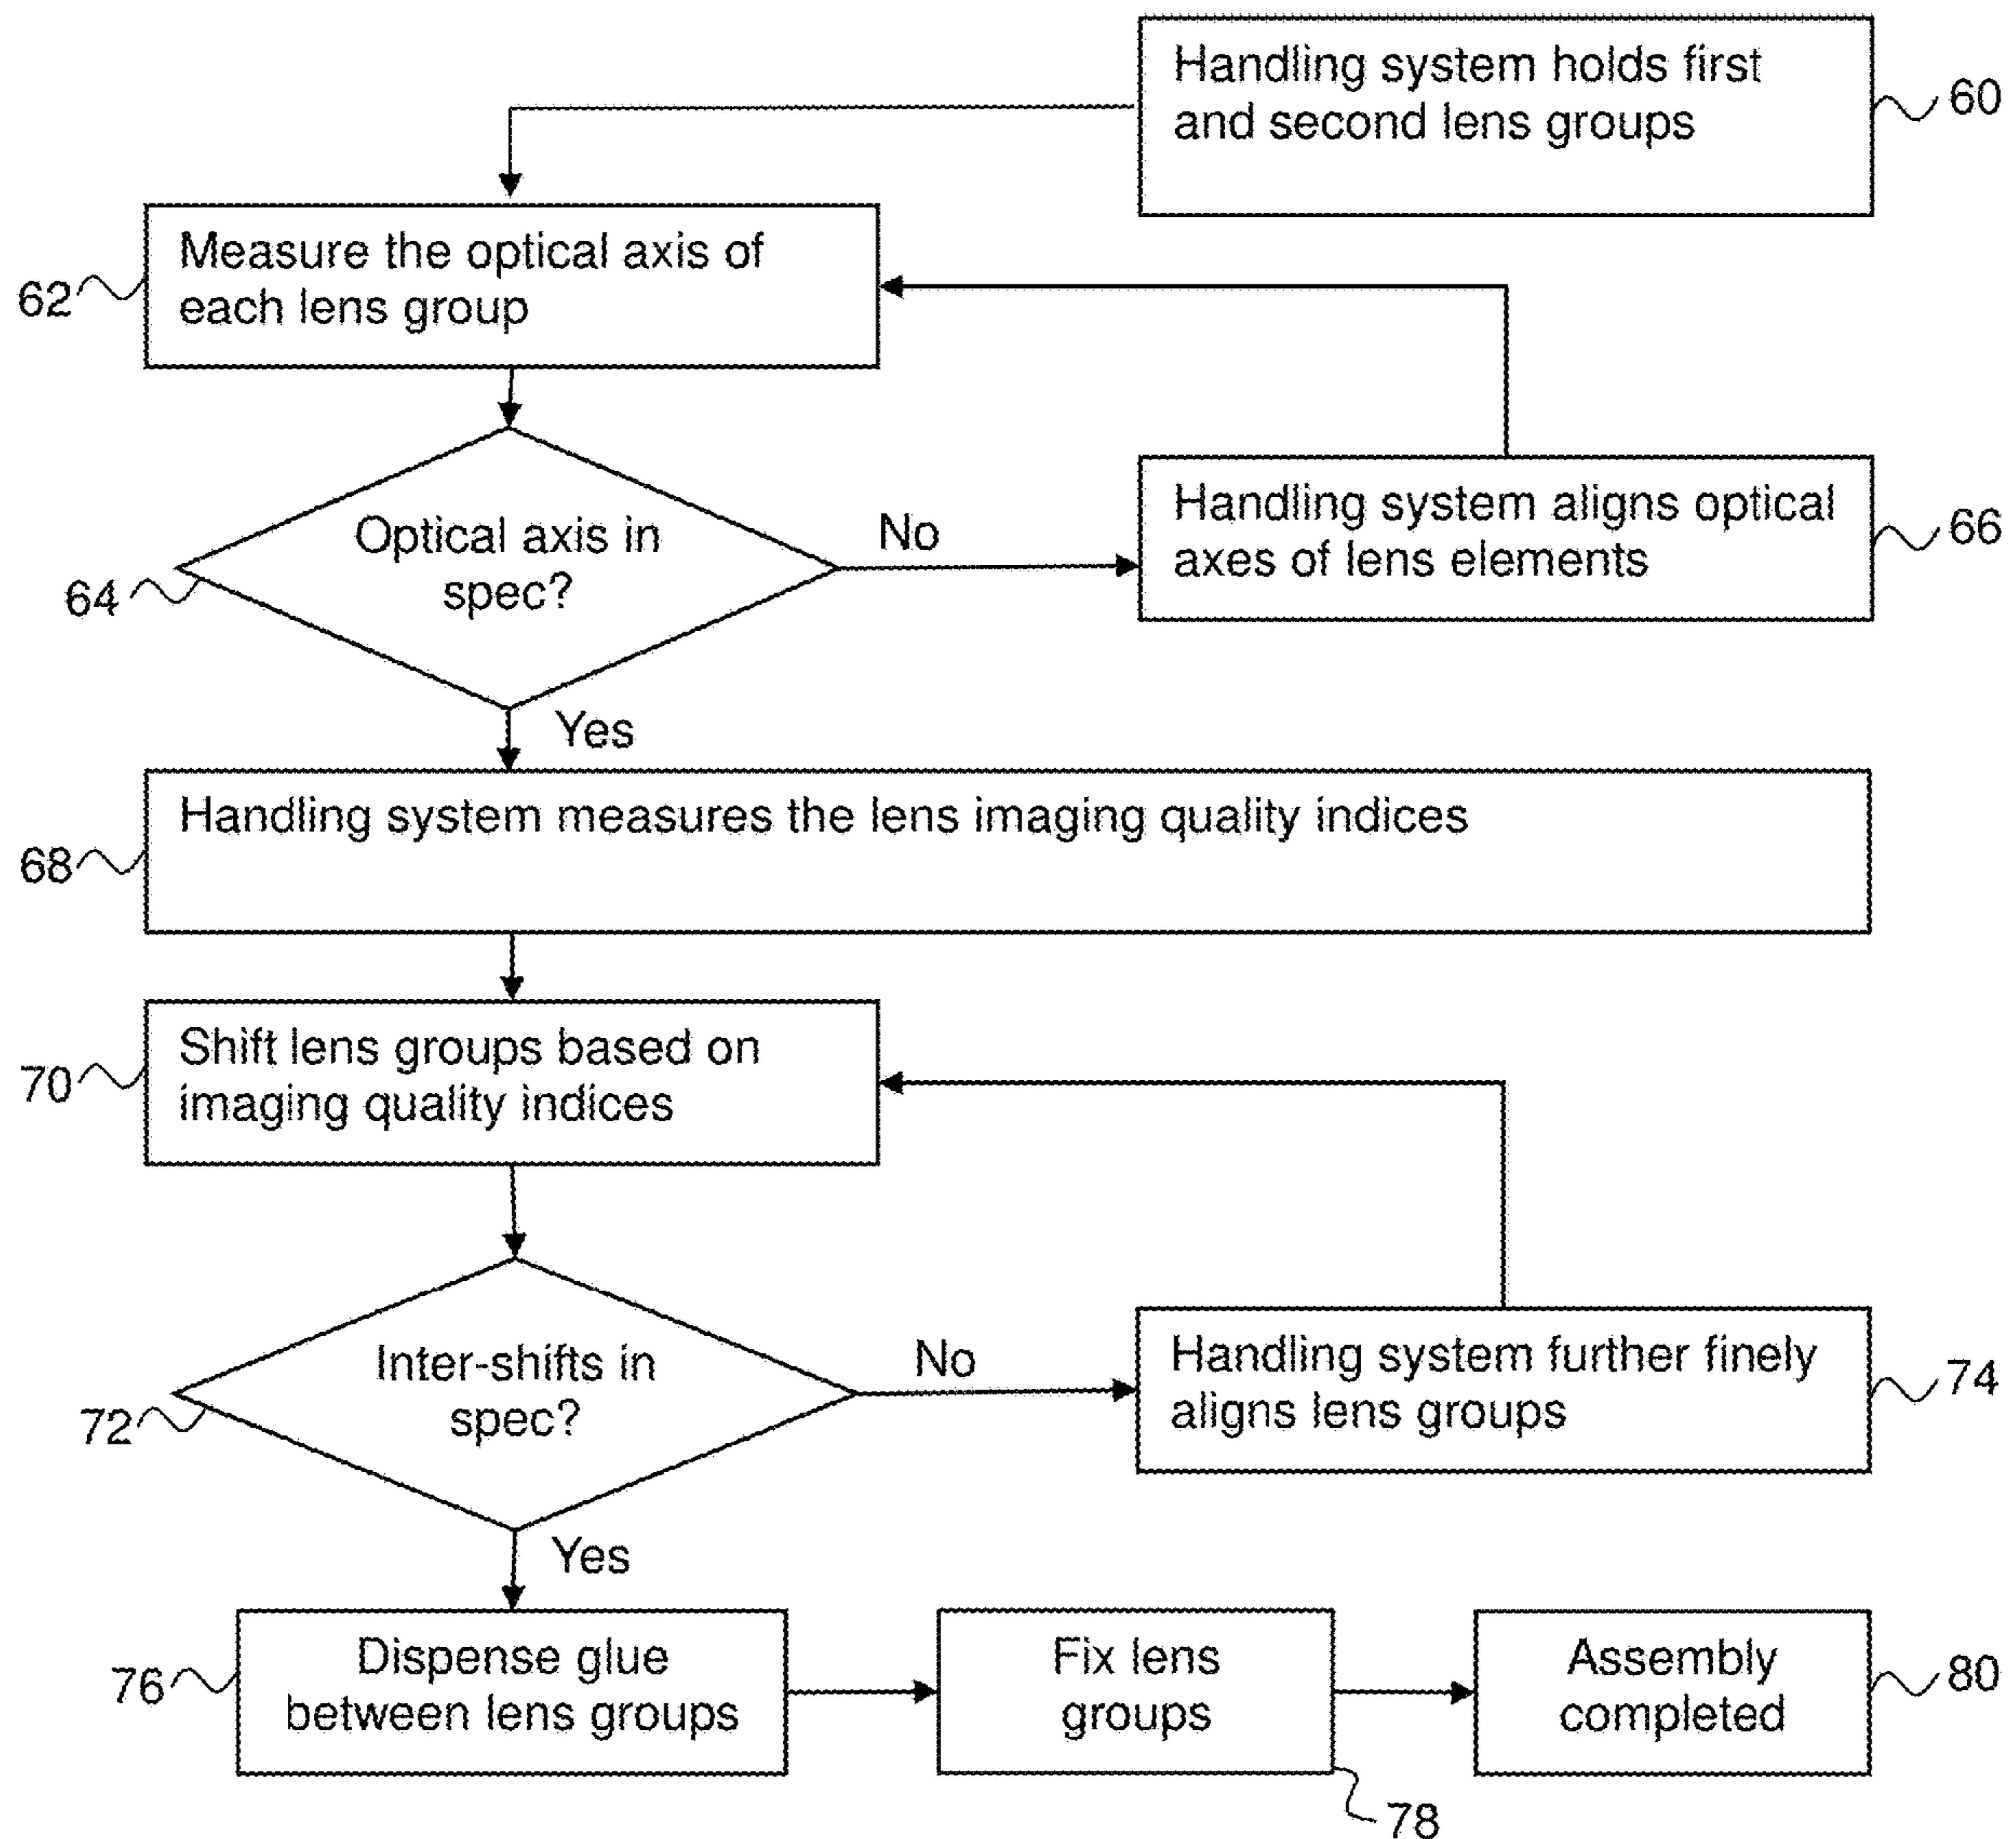 Handling system holds first
and second lens groups
60
Measure the optical axis of
each lens group
62
Optical axis in
spec?
64
No
Handling system aligns optical
axes of lens elements
66
Yes
Handling system measures the lens imaging quality indices
68
Shift lens groups based on
imaging quality indices
70
Inter-shifts in
spec?
72
No
Handling system further finely
aligns lens groups
74
Yes
Dispense glue
between lens groups
76
Fix lens
groups
78
Assembly
completed
80